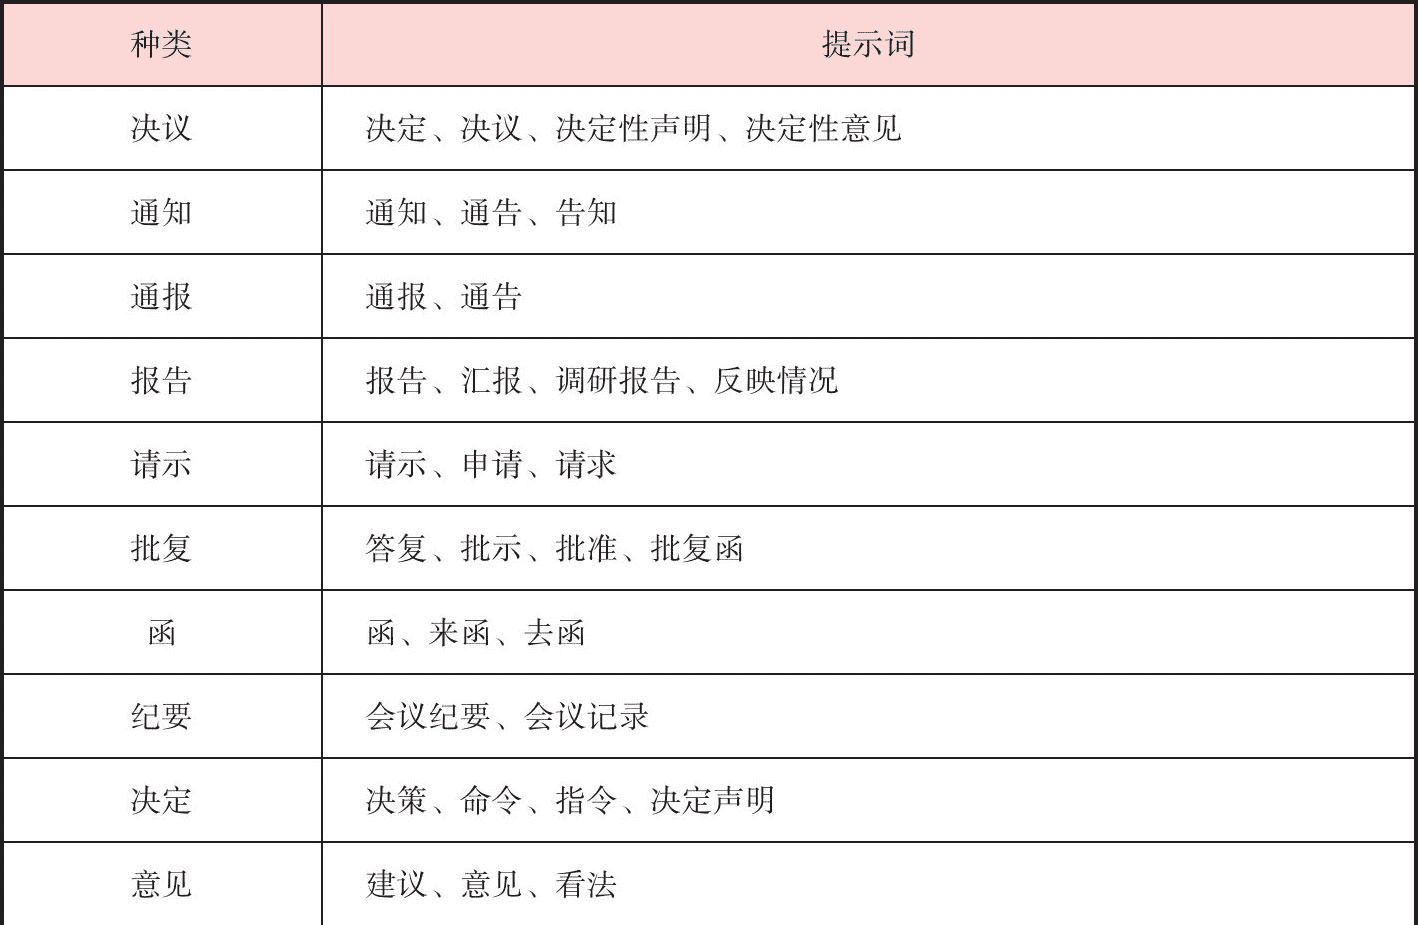 种类 提示词
决议 决定、决议、决定性声明、决定性意见
通知 通知、通告、告知
通报 通报、通告
报告 报告、汇报、调研报告、反映情况
请示 请示、申请、请求
批复 答复、批示、批准、批复函
函 函、来函、去函
纪要 会议纪要、会议记录
决定 决策、命令、指令、决定声明
意见 建议、意见、看法